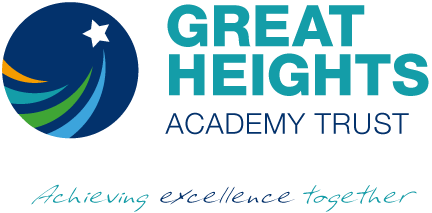 GREAT
HEIGHTS
ACADEMY TRUST
Achieving excellence together